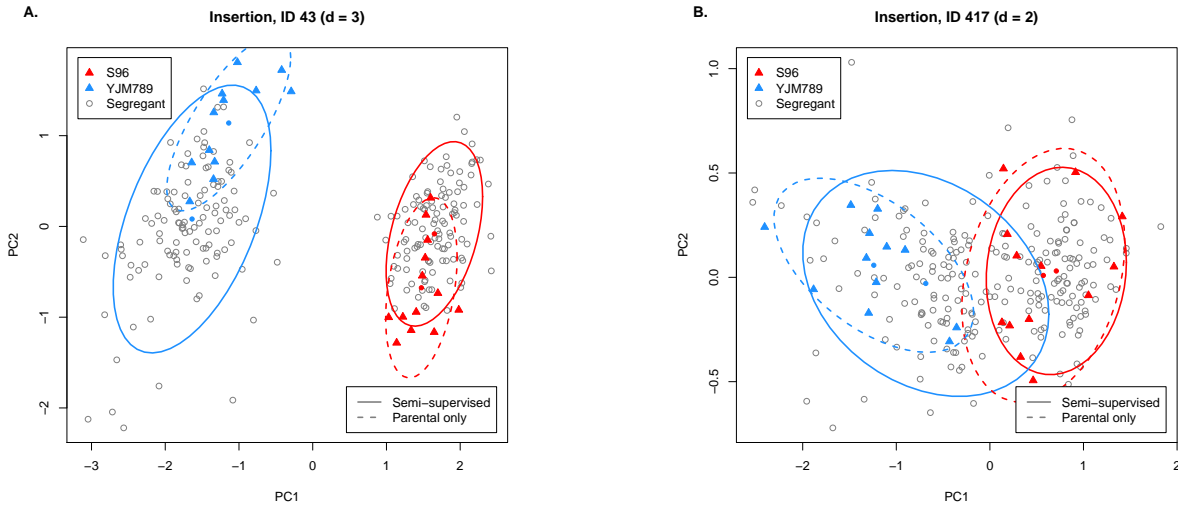 A.
Insertion, ID 43 (d = 3)
S96
YJM789
Segregant
PC2
1
0
−1
−2
Semi−supervised
Parental only
−3
−2
−1
0
1
2
PC1
B.
Insertion, ID 417 (d = 2)
S96
YJM789
Segregant
PC2
1.0
0.5
0.0
−0.5
Semi−supervised
Parental only
−2
−1
0
1
2
PC1